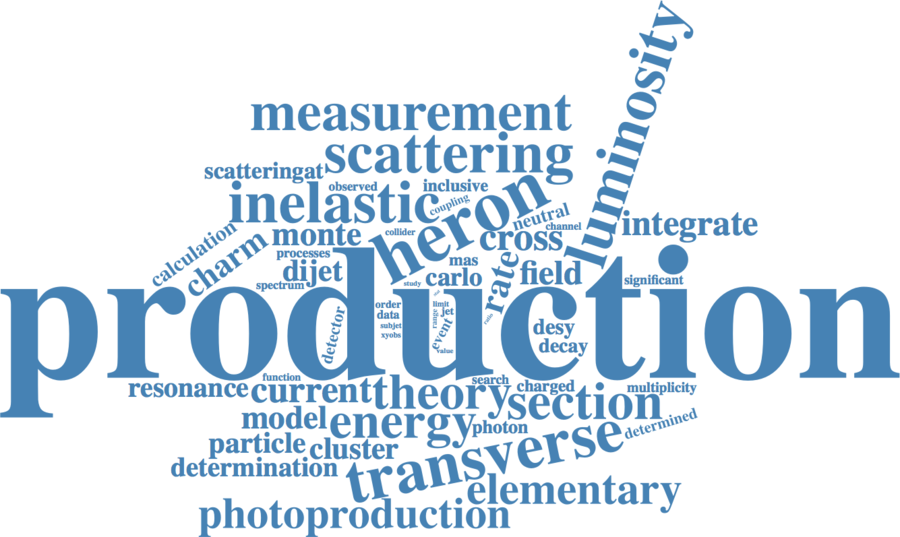 luminosity
measurement
scattering
scatteringat
observed
inclusive
inelastic
coupling
heron
neutral
channel
integrate
calculation
charm
monte
collider
cross
processes
mas
dijet
carlo
rate
field
significant
spectrum
study
production
detector
order
data
subjet
xyobs
limit
range
jet
event
value
ratio
desy
decay
function
resonance
current
theory
search
charged
multiplicity
section
model
energy
photon
determined
particle
cluster
transverse
determination
elementary
photoproduction